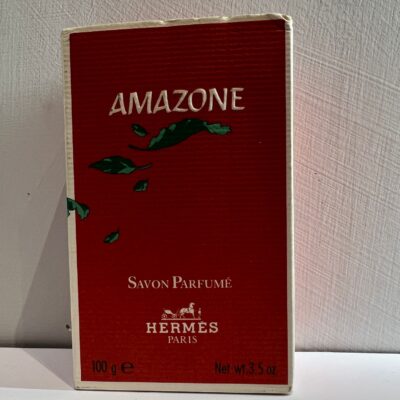 AMAZONE
SAVON PARFUMÉ
HERMÈS
PARIS
100 g ℮ Net wt 3.5 oz